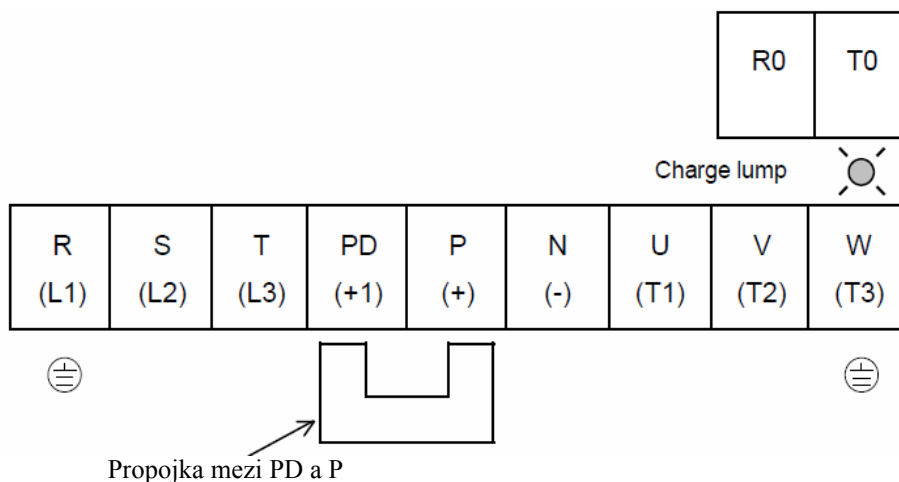 R0 T0
Charge lump
R S T PD P N U V W
(L1) (L2) (L3) (+1) (+) (-) (T1) (T2) (T3)
Propojka mezi PD a P